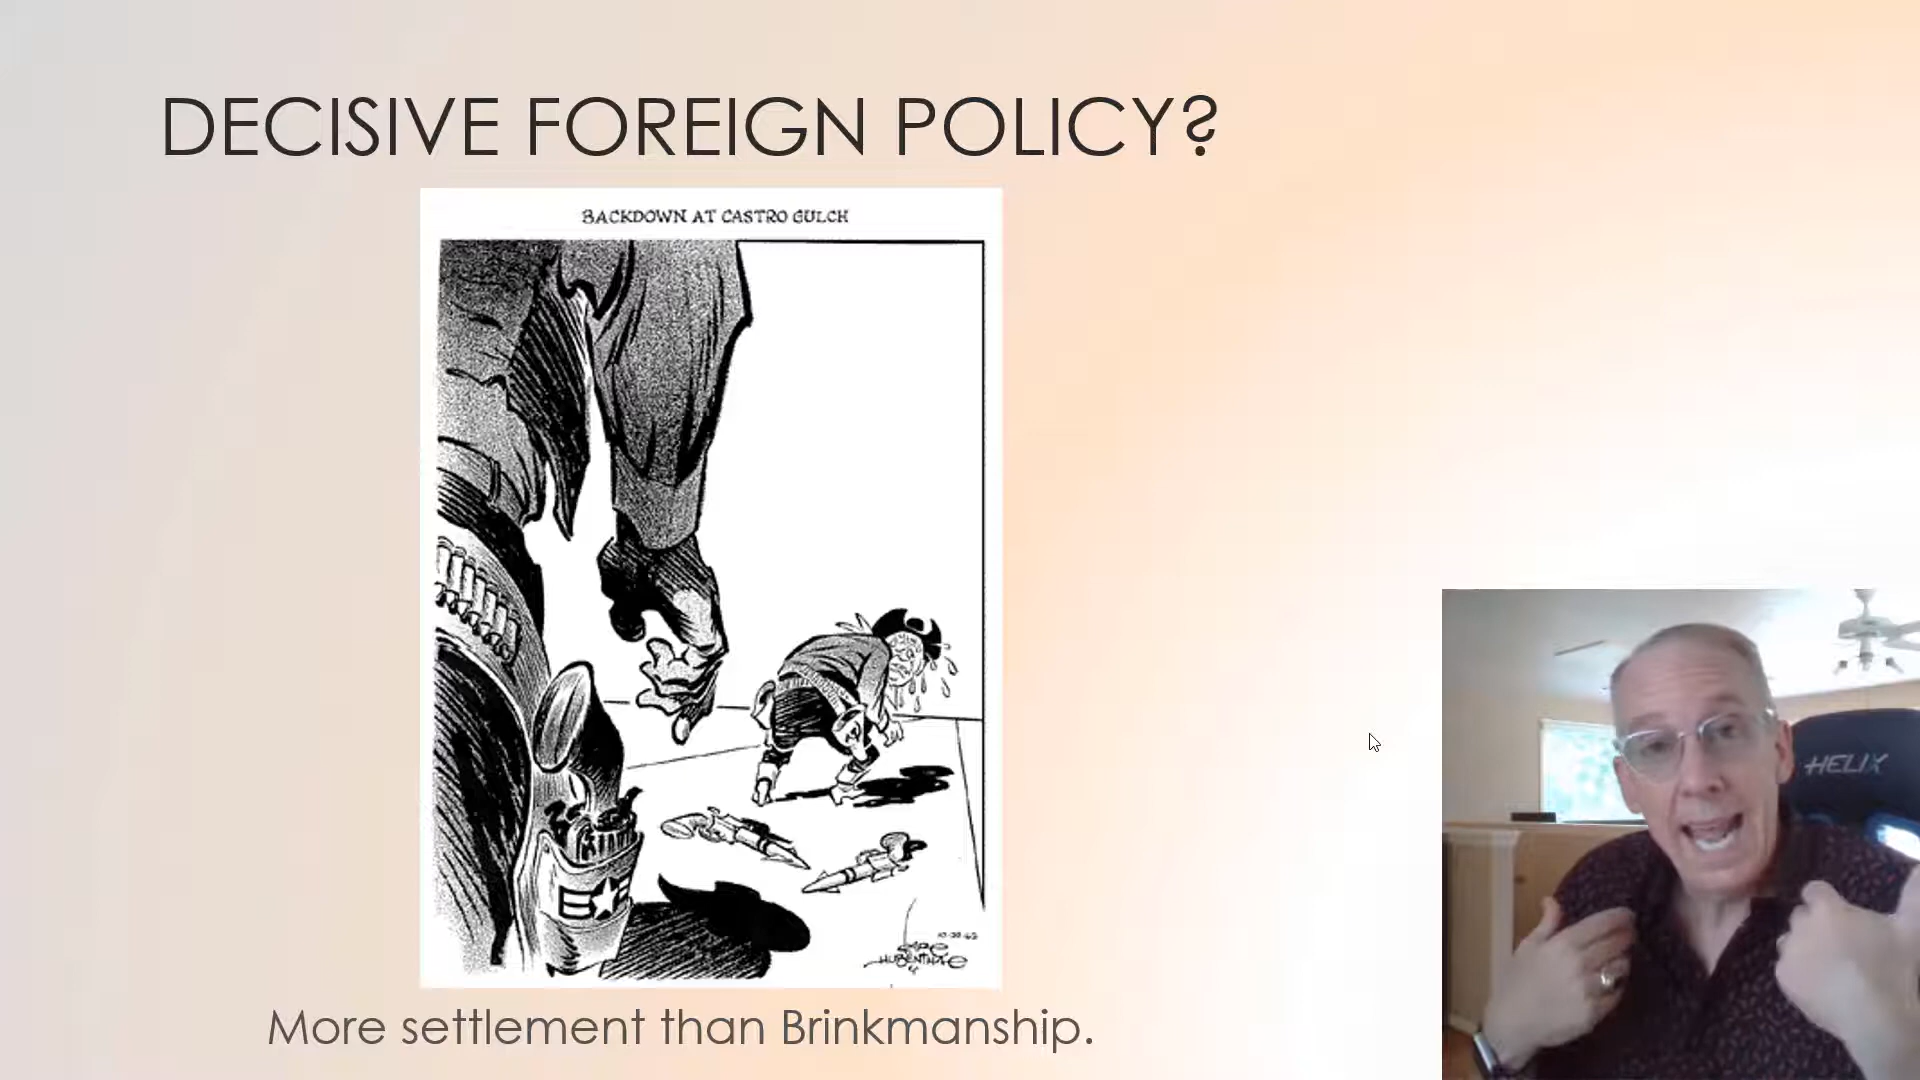 DECISIVE FOREIGN POLICY?
BACKDOWN AT CASTRO GULCH
HELIX
More settlement than Brinkmanship.